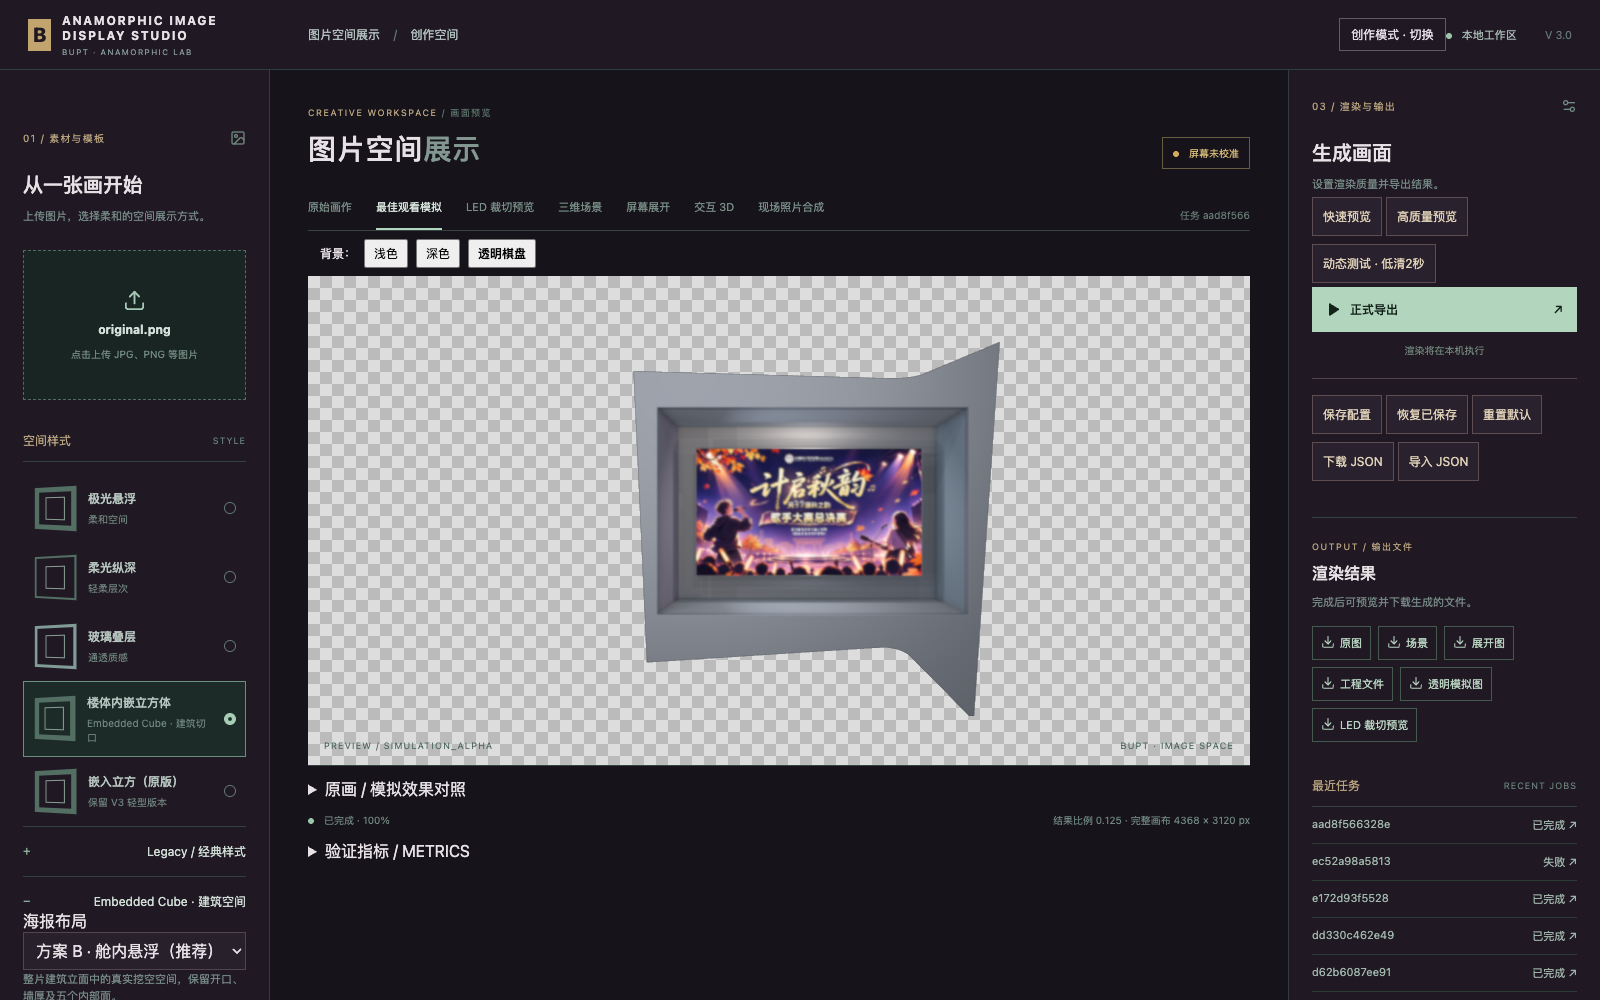 B
ANAMORPHIC IMAGE
DISPLAY STUDIO
BUPT · ANAMORPHIC LAB
图片空间展示 / 创作空间
创作模式 · 切换
本地工作区
V 3.0
01 / 素材与模板
从一张画开始
上传图片，选择柔和的空间展示方式。
original.png
点击上传 JPG、PNG 等图片
空间样式 STYLE
极光悬浮
柔和空间
柔光纵深
轻柔层次
玻璃叠层
通透质感
楼体内嵌立方体
Embedded Cube · 建筑切
口
嵌入立方（原版）
保留 V3 轻型版本
+ Legacy / 经典样式
− Embedded Cube · 建筑空间
海报布局
方案 B · 舱内悬浮（推荐）
整片建筑立面中的真实挖空空间，保留开口、
墙厚及五个内部面。
CREATIVE WORKSPACE / 画面预览
图片空间展示
屏幕未校准
原始画作 最佳观看模拟 LED 裁切预览 三维场景 屏幕展开 交互 3D 现场照片合成
任务 aad8f566
背景： 浅色 深色 透明棋盘
计启秋韵
歌手大赛总决赛
PREVIEW / SIMULATION_ALPHA
BUPT · IMAGE SPACE
▶ 原画 / 模拟效果对照
已完成 · 100%
结果比例 0.125 · 完整画布 4368 × 3120 px
▶ 验证指标 / METRICS
03 / 渲染与输出
生成画面
设置渲染质量并导出结果。
快速预览 高质量预览
动态测试 · 低清2秒
正式导出
渲染将在本机执行
保存配置 恢复已保存 重置默认
下载 JSON 导入 JSON
OUTPUT / 输出文件
渲染结果
完成后可预览并下载生成的文件。
原图 场景 展开图
工程文件 透明模拟图
LED 裁切预览
最近任务 RECENT JOBS
aad8f566328e 已完成 ↗
ec52a98a5813 失败 ↗
e172d93f5528 已完成 ↗
dd330c462e49 已完成 ↗
d62b6087ee91 已完成 ↗